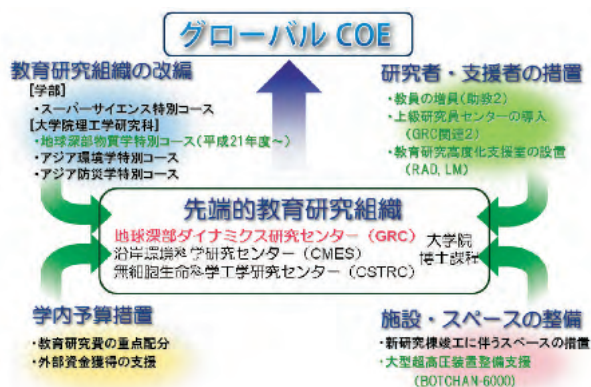 グローバル COE
教育研究組織の改編
[学部]
・スーパーサイエンス特別コース
[大学院理工学研究科]
・地球深部物質学特別コース(平成21年度～)
・アジア環境学特別コース
・アジア防災学特別コース
研究者・支援者の措置
・教員の増員(助教2)
・上級研究員センターの導入
(GRC関連2)
・教育研究高度化支援室の設置
(RAD, LM)
先端的教育研究組織
地球深部ダイナミクス研究センター(GRC)
沿岸環境科学研究センター(CMES)
無細胞生命科学工学研究センター(CSTRC)
大学院
博士課程
学内予算措置
・教育研究費の重点配分
・外部資金獲得の支援
施設・スペースの整備
・新研究棟竣工に伴うスペースの措置
・大型超高圧装置整備支援
(BOTCHAN-6000)